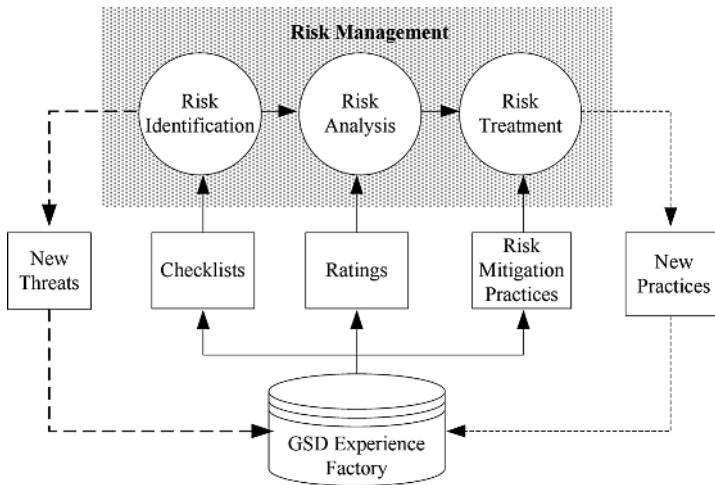 Risk Management
Risk
Identification
Risk
Analysis
Risk
Treatment
New
Threats
Checklists
Ratings
Risk
Mitigation
Practices
New
Practices
GSD Experience
Factory